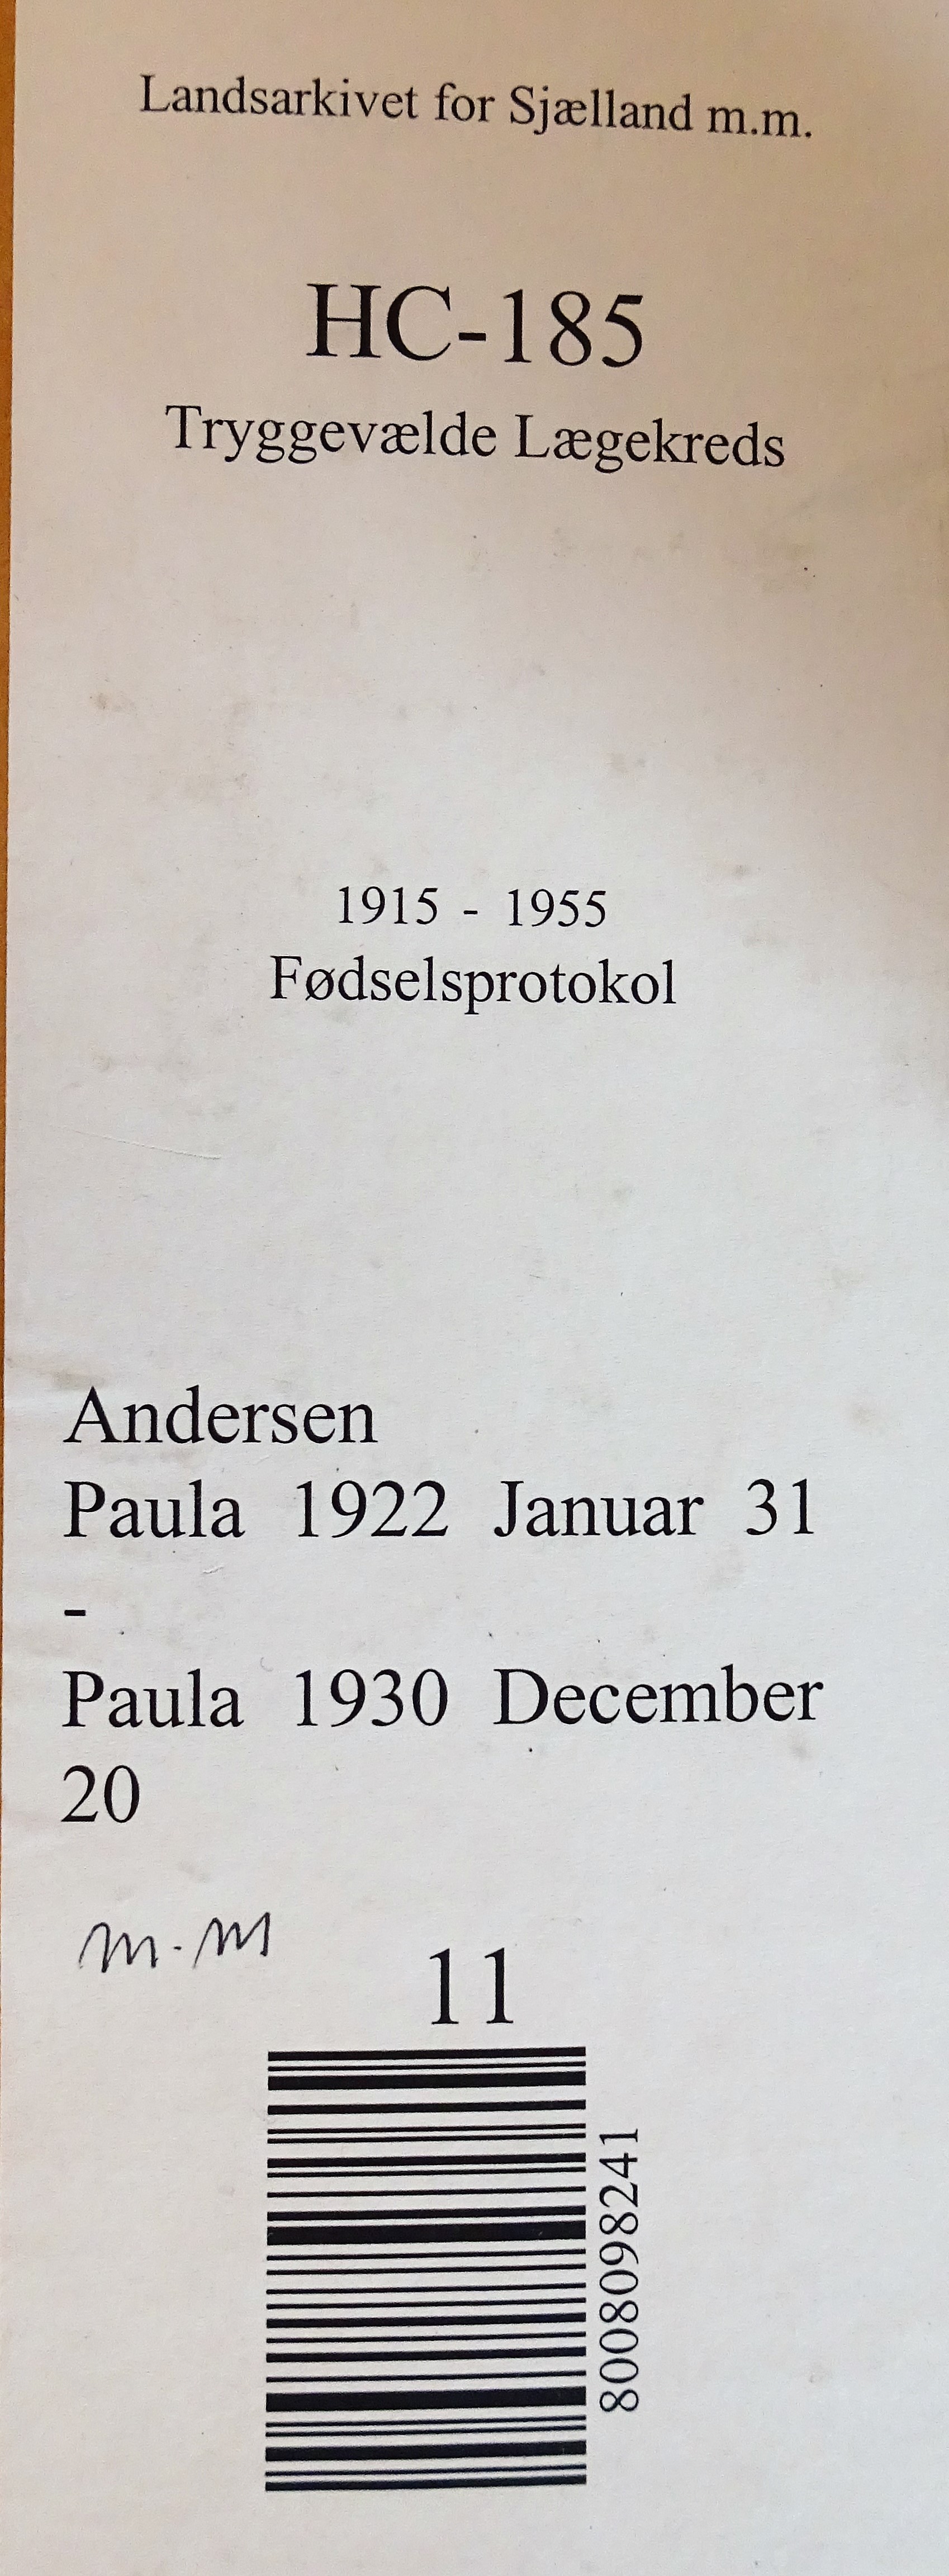 Landsarkivet for Sjælland m.m.
HC-185
Tryggevælde Lægekreds
1915 - 1955
Fødselsprotokol
Andersen
Paula 1922 Januar 31
-
Paula 1930 December
20
m.m
11
8008098241